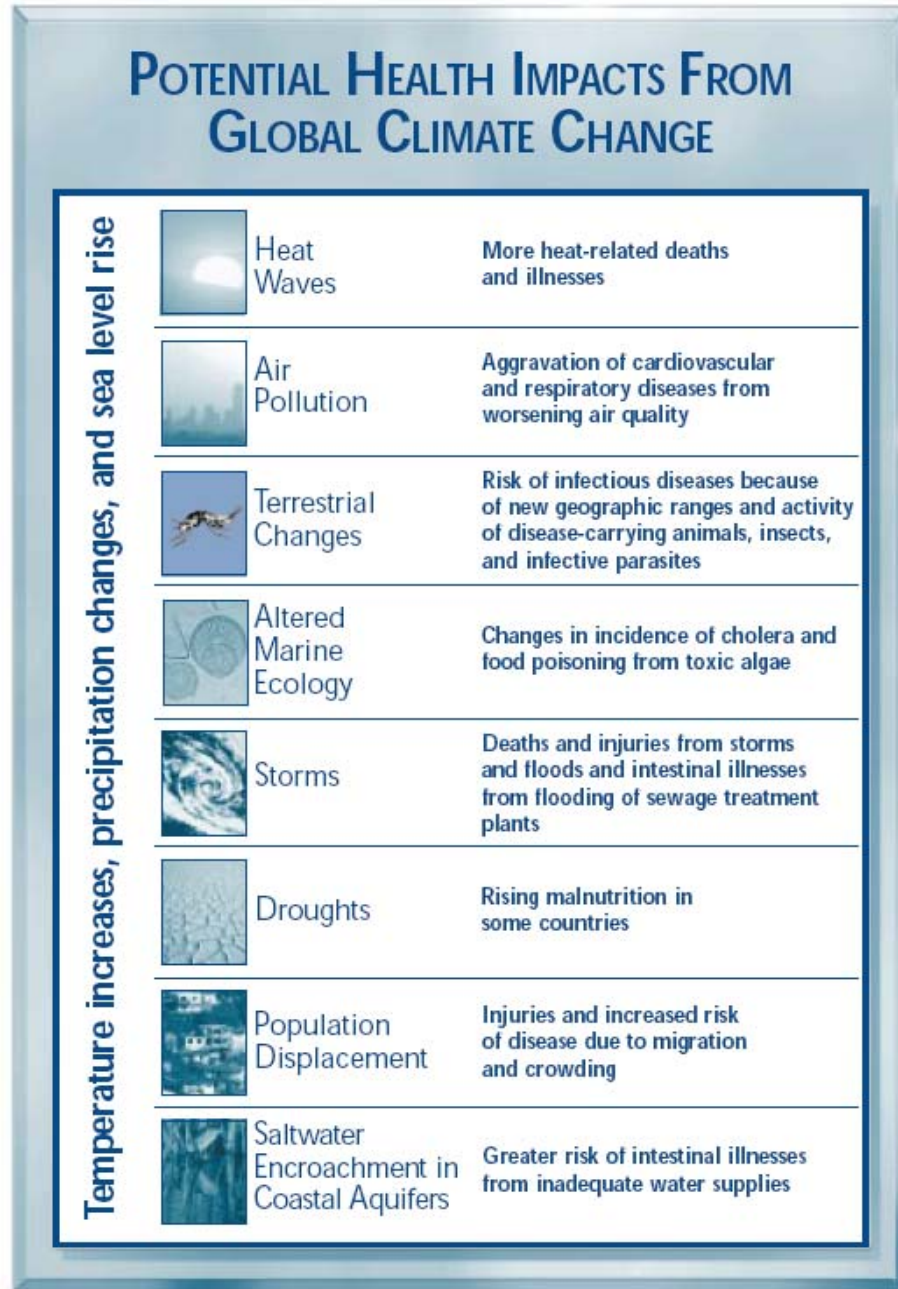 POTENTIAL HEALTH IMPACTS FROM
GLOBAL CLIMATE CHANGE
Temperature increases, precipitation changes, and sea level rise
Heat
Waves
More heat-related deaths
and illnesses
Air
Pollution
Aggravation of cardiovascular
and respiratory diseases from
worsening air quality
Terrestrial
Changes
Risk of infectious diseases because
of new geographic ranges and activity
of disease-carrying animals, insects,
and infective parasites
Altered
Marine
Ecology
Changes in incidence of cholera and
food poisoning from toxic algae
Storms
Deaths and injuries from storms
and floods and intestinal illnesses
from flooding of sewage treatment
plants
Droughts
Rising malnutrition in
some countries
Population
Displacement
Injuries and increased risk
of disease due to migration
and crowding
Saltwater
Encroachment in
Coastal Aquifers
Greater risk of intestinal illnesses
from inadequate water supplies